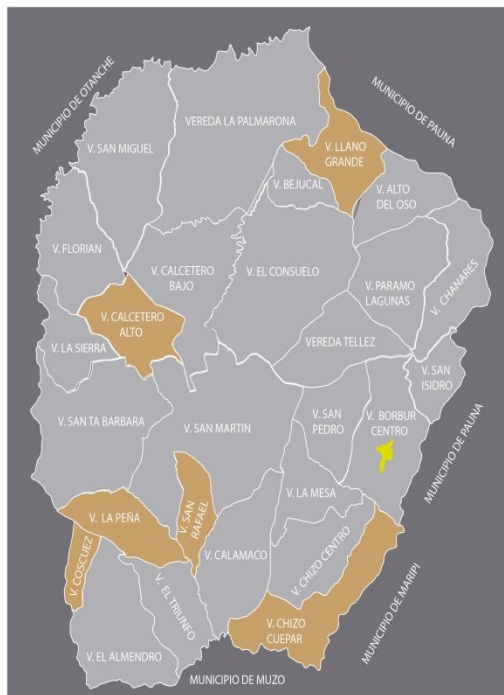 MUNICIPIO DE OTANCHE
MUNICIPIO DE PAUNA
VEREDA LA PALMARONA
V. SAN MIGUEL
V. LLANO
GRANDE
V. BEJUCAL
V. ALTO
DEL OSO
V. FLORIAN
V. CALCETERO
BAJO
V. EL CONSUELO
V. PARAMO
LAGUNAS
V. CHANARES
V. CALCETERO
ALTO
V. LA SIERRA
VEREDA TELLEZ
V. SAN
ISIDRO
V. SAN TA BARBARA
V. SAN MARTIN
V. SAN
PEDRO
V. BORBUR
CENTRO
MUNICIPIO DE PAUNA
V. LA PEÑA
V. SAN
RAFAEL
V. LA MESA
V. COSCUEZ
V. CALAMACO
V. CHIZO CENTRO
V. EL TRIUNFO
V. CHIZO
CUEPAR
MUNICIPIO DE MARIPI
V. EL ALMENDRO
MUNICIPIO DE MUZO